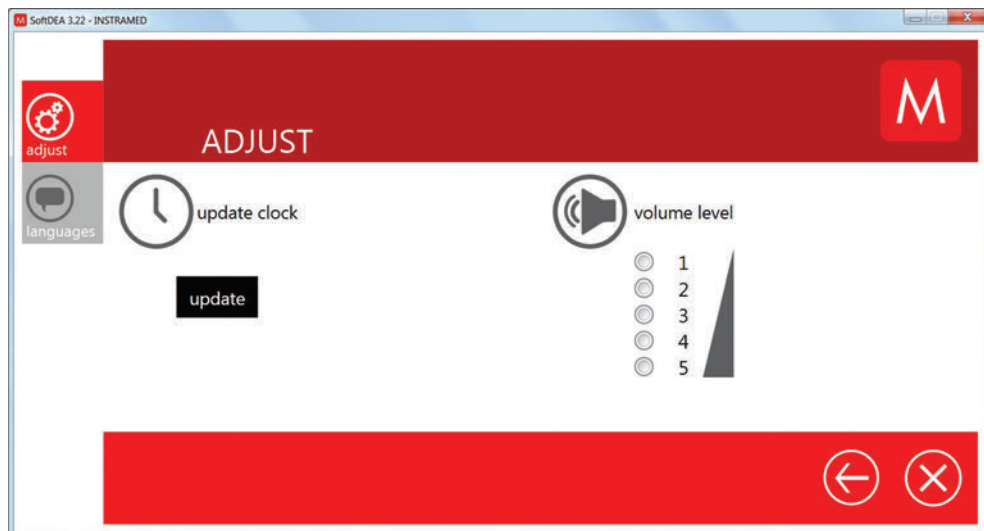 M SoftDEA 3.22 - INSTRAMED
M
ADJUST
adjust
languages
update clock
update
volume level
1
2
3
4
5